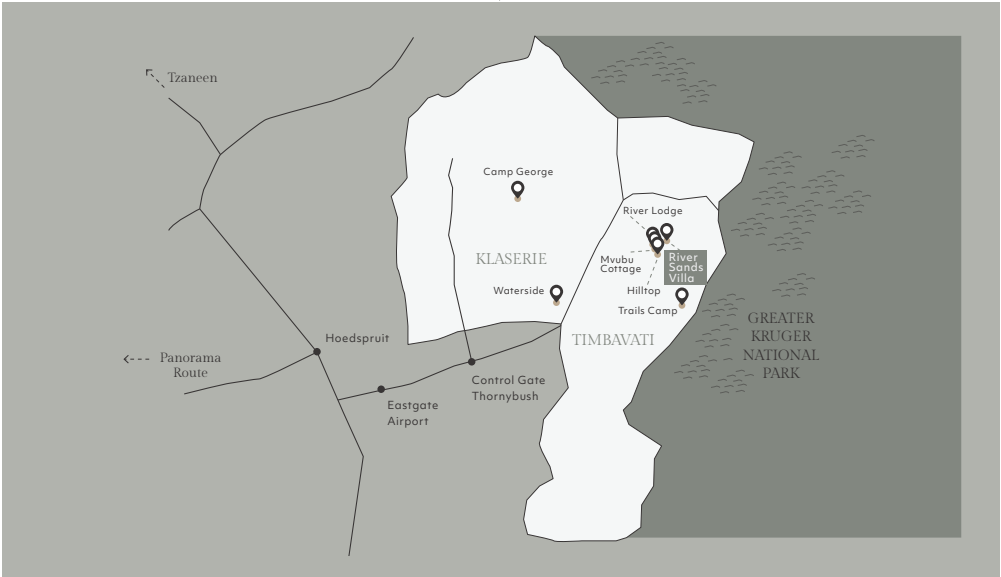 Tzaneen
Camp George
River Lodge
KLASERIE
Mvubu
Cottage
River
Sands
Villa
Waterside
Hilltop
Trails Camp
GREATER
KRUGER
NATIONAL
PARK
TIMBAVATI
Hoedspruit
Panorama
Route
Control Gate
Thornybush
Eastgate
Airport